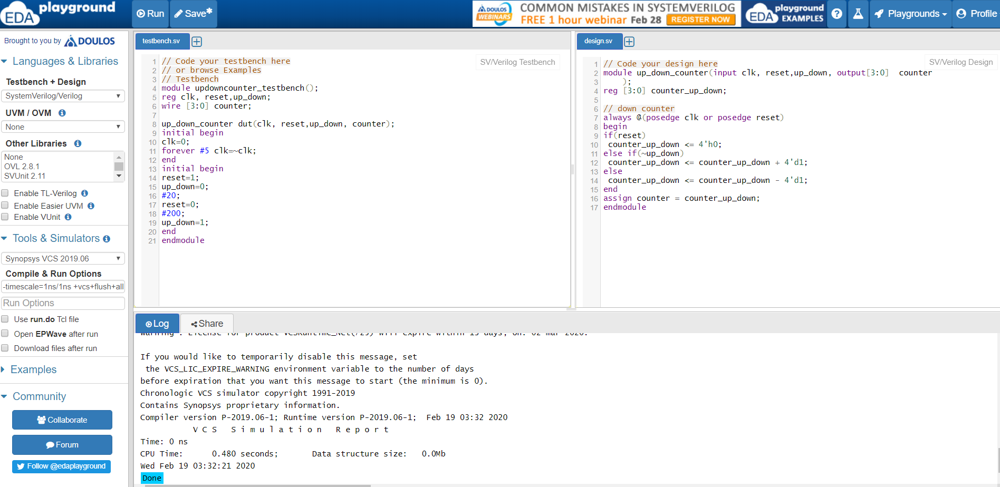 EDA playground
Run
Save*
DOULOS WEBINARS
COMMON MISTAKES IN SYSTEMVERILOG
FREE 1 hour webinar Feb 28 REGISTER NOW
EDA playground EXAMPLES
?
Playgrounds
Profile
Brought to you by DOULOS
Languages & Libraries
Testbench + Design
SystemVerilog/Verilog
UVM / OVM
None
Other Libraries
None
OVL 2.8.1
SVUnit 2.11
Enable TL-Verilog
Enable Easier UVM
Enable VUnit
Tools & Simulators
Synopsys VCS 2019.06
Compile & Run Options
-timescale=1ns/1ns +vcs+flush+all
Run Options
Use run.do Tcl file
Open EPWave after run
Download files after run
Examples
Community
Collaborate
Forum
Follow @edaplayground
testbench.sv
SV/Verilog Testbench
1 // Code your testbench here
2 // or browse Examples
3 // Testbench
4 module updowncounter_testbench();
5 reg clk, reset,up_down;
6 wire [3:0] counter;
7
8 up_down_counter dut(clk, reset,up_down, counter);
9 initial begin
10 clk=0;
11 forever #5 clk=~clk;
12 end
13 initial begin
14 reset=1;
15 up_down=0;
16 #20;
17 reset=0;
18 #200;
19 up_down=1;
20 end
21 endmodule
design.sv
SV/Verilog Design
1 // Code your design here
2 module up_down_counter(input clk, reset,up_down, output[3:0]  counter
3     );
4 reg [3:0] counter_up_down;
5
6 // down counter
7 always @(posedge clk or posedge reset)
8 begin
9 if(reset)
10  counter_up_down <= 4'h0;
11 else if(~up_down)
12  counter_up_down <= counter_up_down + 4'd1;
13 else
14  counter_up_down <= counter_up_down - 4'd1;
15 end
16 assign counter = counter_up_down;
17 endmodule
Log
Share
Warning : License for product VCSRuntime_Net(725) will expire within 13 days, on: 02 mar 2020.
If you would like to temporarily disable this message, set
 the VCS_LIC_EXPIRE_WARNING environment variable to the number of days
before expiration that you want this message to start (the minimum is 0).
Chronologic VCS simulator copyright 1991-2019
Contains Synopsys proprietary information.
Compiler version P-2019.06-1; Runtime version P-2019.06-1;  Feb 19 03:32 2020
V C S   S i m u l a t i o n   R e p o r t
Time: 0 ns
CPU Time:      0.480 seconds;       Data structure size:   0.0Mb
Wed Feb 19 03:32:21 2020
Done